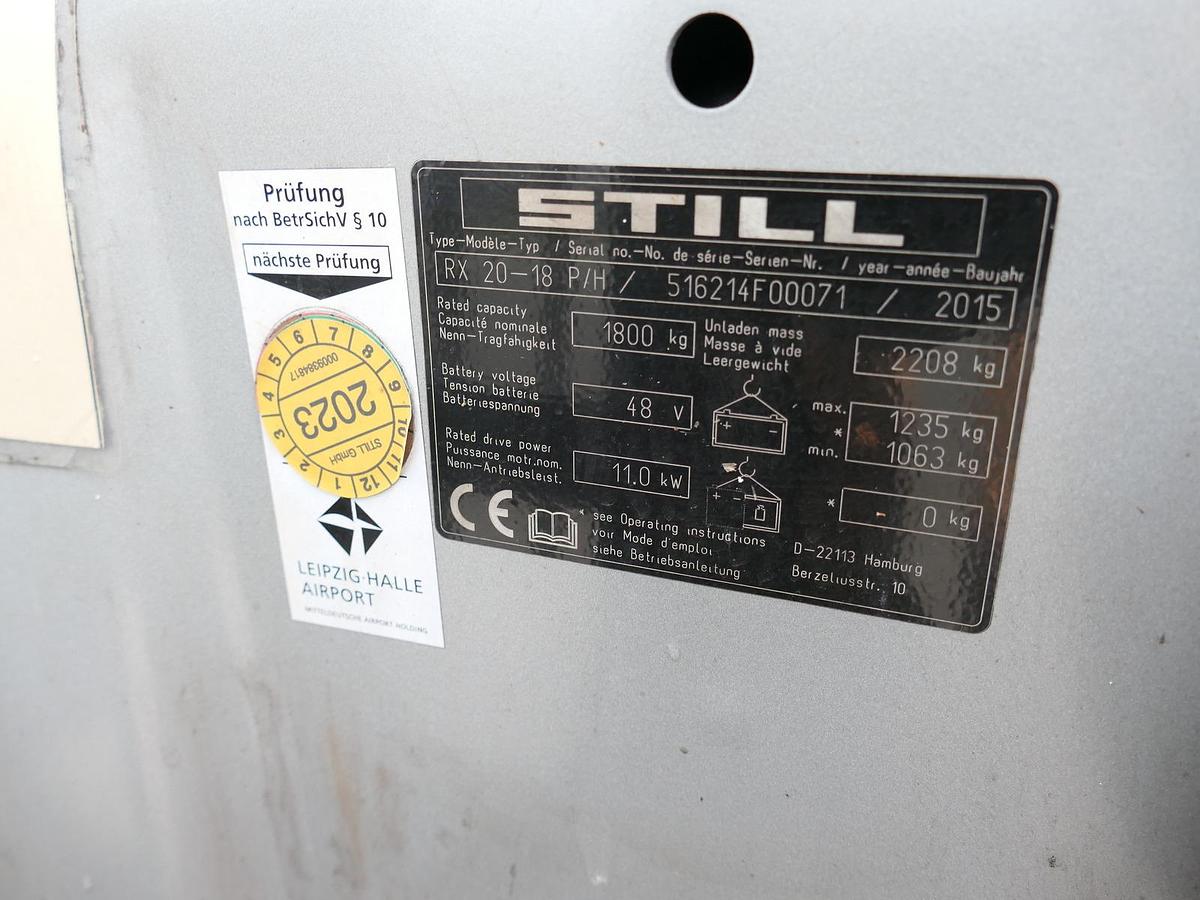 Prüfung
nach BetrSichV § 10
nächste Prüfung
1 2 3 4 5 6 7 8 9 10 11 12
0009384817
2023
STILL GmbH
LEIPZIG·HALLE
AIRPORT
MITTELDEUTSCHE AIRPORT HOLDING
STILL
Type–Modèle–Typ / Serial no.–No. de série–Serien–Nr. / year–année–Baujahr
RX 20–18 P/H / 516214F00071 / 2015
Rated capacity
Capacité nominale
Nenn–Tragfähigkeit
1800 kg
Unladen mass
Masse à vide
Leergewicht
2208 kg
Battery voltage
Tension batterie
Batteriespannung
48 V
+ –
max.
*
min.
1235 kg
1063 kg
Rated drive power
Puissance motr.nom.
Nenn–Antriebsleist.
11.0 kW
+ –
*
- 0 kg
CE
* see Operating instructions
voir Mode d'emploi
siehe Betriebsanleitung
D–22113 Hamburg
Berzeliusstr. 10